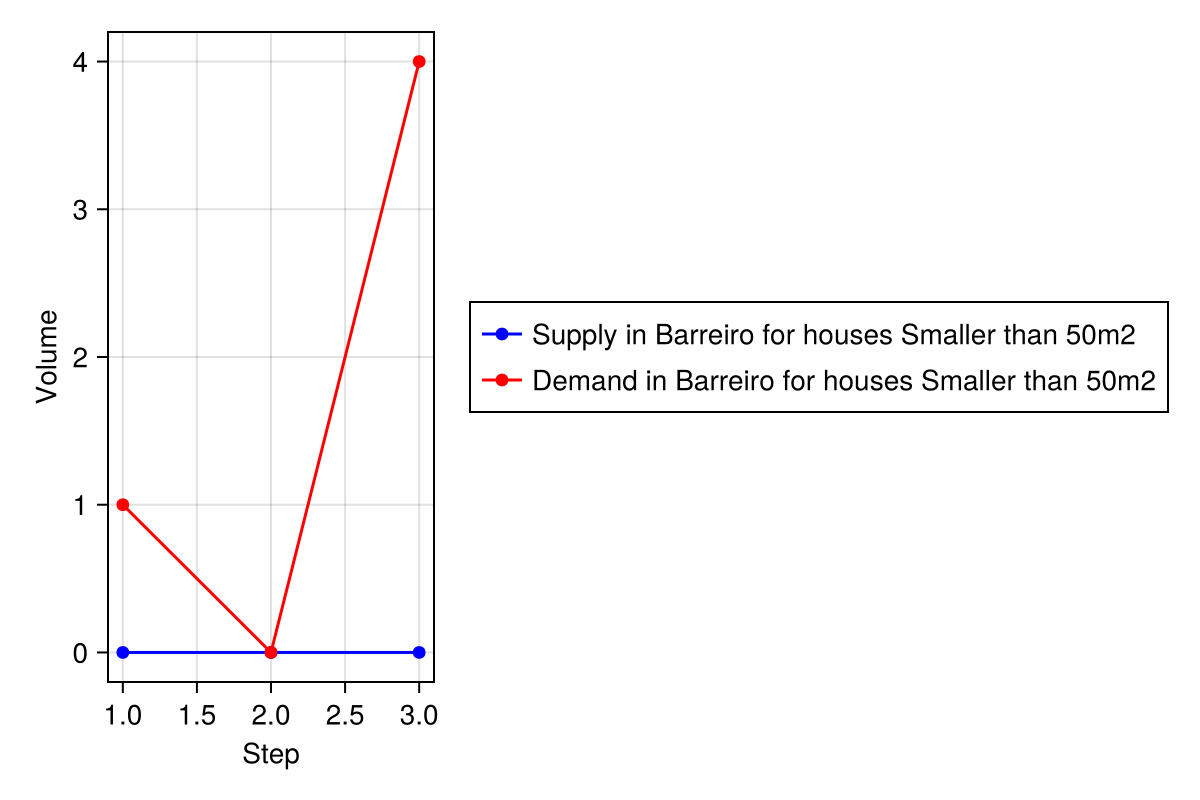 4
3
2
1
0
Volume
1.0 1.5 2.0 2.5 3.0
Step
Supply in Barreiro for houses Smaller than 50m2
Demand in Barreiro for houses Smaller than 50m2